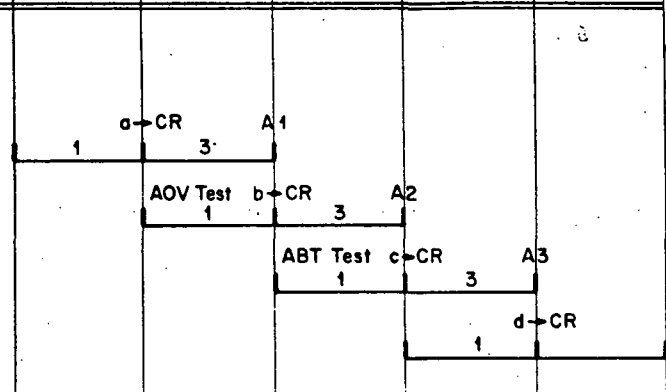 a→CR A1
1 3
AOV Test b→CR A2
1 3
ABT Test c→CR A3
1 3
d→CR
1